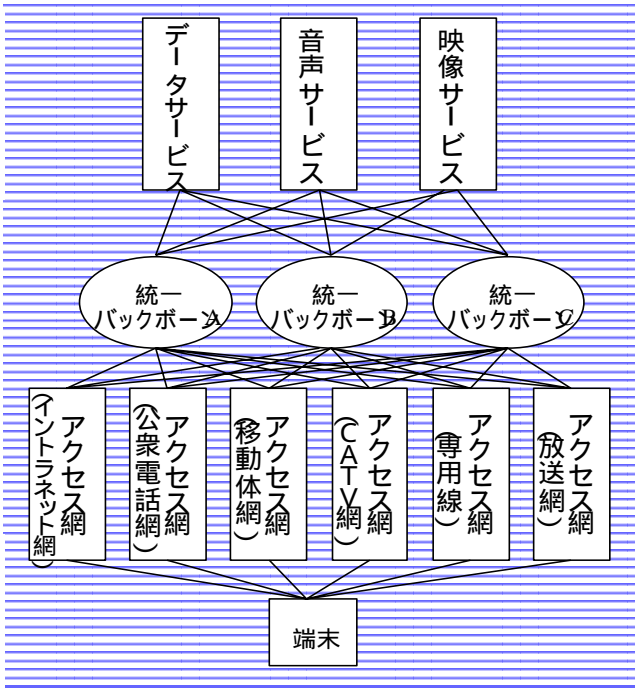 データサービス
音声サービス
映像サービス
統一
バックボーンA
統一
バックボーンB
統一
バックボーンC
アクセス網
(イントラネット網)
アクセス網
(公衆電話網)
アクセス網
(移動体網)
アクセス網
(CATV網)
アクセス網
(専用線)
アクセス網
(放送網)
端末